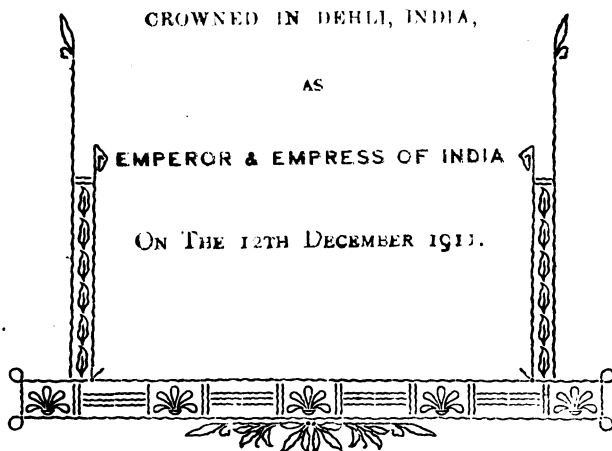 CROWNED IN DEHLI, INDIA,
AS
EMPEROR & EMPRESS OF INDIA
ON THE 12TH DECEMBER 1911.